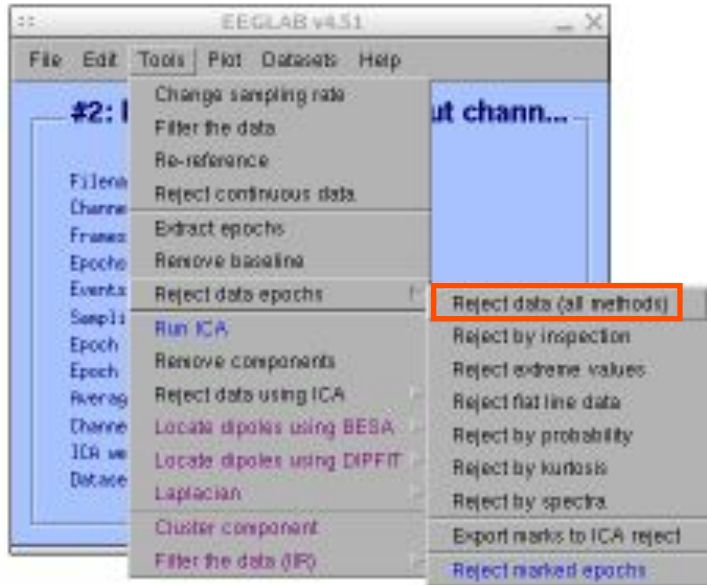 EEGLAB v4.51
File Edit Tools Plot Datasets Help
#2: ut chann...
Change sampling rate
Filter the data
Re-reference
Reject continuous data
Extract epochs
Remove baseline
Reject data epochs
Run ICA
Remove components
Reject data using ICA
Locate dipoles using BESA
Locate dipoles using DIPFIT
Laplacian
Cluster component
Filter the data (IIR)
Filena
Channe
Frames
Epochs
Events
Sampli
Epoch
Epoch
Averag
Channe
ICA we
Datase
Reject data (all methods)
Reject by inspection
Reject extreme values
Reject flat line data
Reject by probability
Reject by kurtosis
Reject by spectra
Export marks to ICA reject
Reject marked epochs